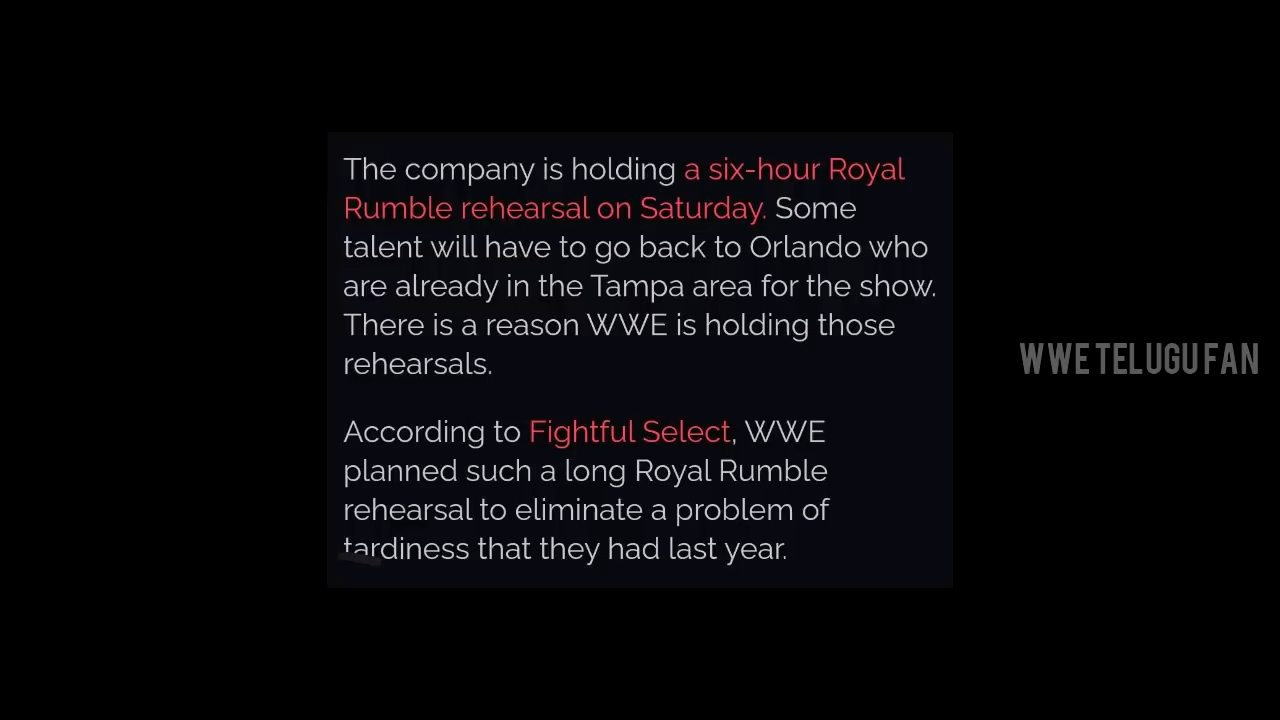 The company is holding a six-hour Royal
Rumble rehearsal on Saturday. Some
talent will have to go back to Orlando who
are already in the Tampa area for the show.
There is a reason WWE is holding those
rehearsals.
According to Fightful Select, WWE
planned such a long Royal Rumble
rehearsal to eliminate a problem of
tardiness that they had last year.
WWE TELUGU FAN